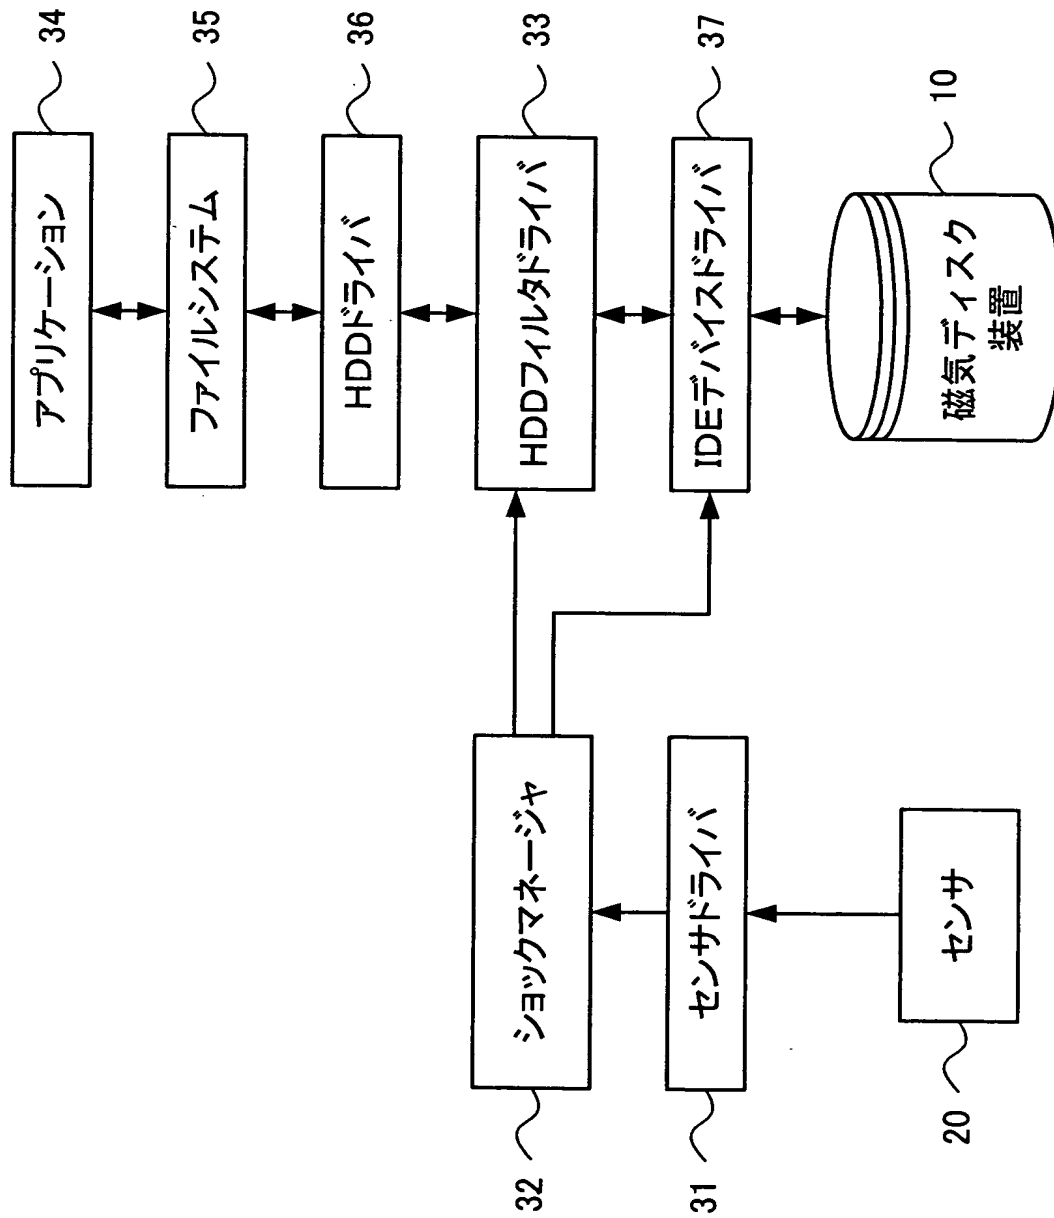 アプリケーション
34
ファイルシステム
35
HDDドライバ
36
HDDフィルタドライバ
33
IDEデバイスドライバ
37
磁気ディスク
装置
10
ショックマネージャ
32
センサドライバ
31
センサ
20